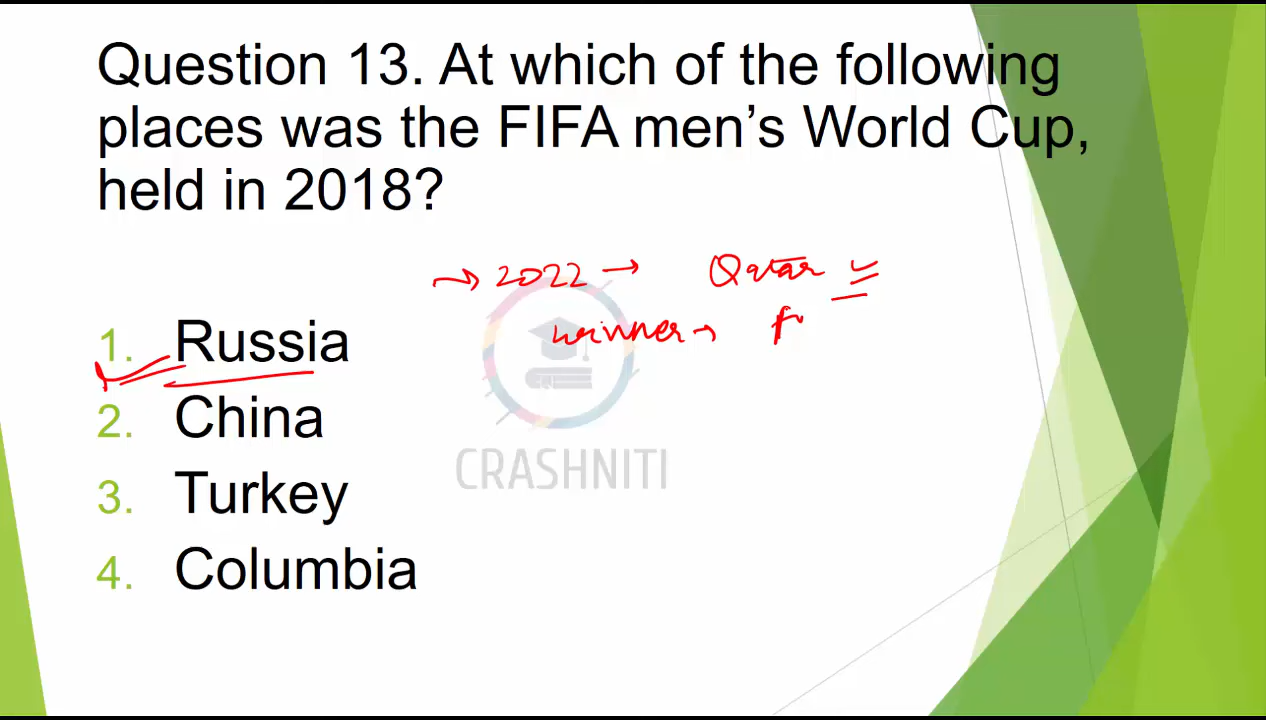 Question 13. At which of the following
places was the FIFA men’s World Cup,
held in 2018?
→ 2022 → Qatar
winner →
1. Russia
2. China
3. Turkey
4. Columbia
CRASHNITI